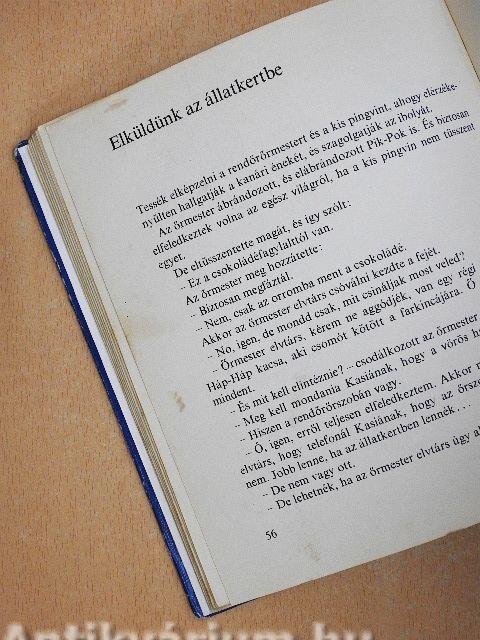 Elküldünk az állatkertbe
Tessék elképzelni a rendőrőrmestert és a kis pingvint, ahogy elérzéke-
nyülten hallgatják a kanári énekét, és szagolgatják az ibolyát.
Az őrmester ábrándozott, és elábrándozott Pik-Pok is. És biztosan
elfeledkeztek volna az egész világról, ha a kis pingvin nem tüsszent
egyet.
De eltüsszentette magát, és így szólt:
– Ez a csokoládéfagylalttól van.
Az őrmester meg hozzátette:
– Biztosan megfáztál.
– Nem, csak az orromba ment a csokoládé.
Akkor az őrmester elvtárs csóválni kezdte a fejét.
– No, igen, de mondd csak, mit csináljak most veled?
– Őrmester elvtárs, kérem ne aggódjék, van egy régi
Háp-Háp kacsa, aki csomót kötött a farkincájára. Ő
mindent.
– És mit kell elintéznie? – csodálkozott az őrmester
– Meg kell mondania Kasiának, hogy a vörös
– Hiszen a rendőrőrszobán vagy.
– Ó, igen, erről teljesen elfeledkeztem. Akkor
elvtárs, hogy telefonál Kasiának, hogy az
nem. Jobb lenne, ha az állatkertben lennék . . .
– De nem vagy ott.
– De lehetnék, ha az őrmester elvtárs úgy
56
Antikvárium.hu